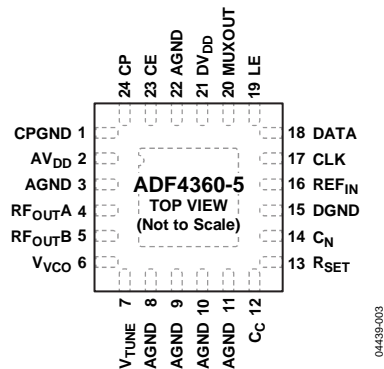 24 CP
23 CE
22 AGND
21 DVDD
20 MUXOUT
19 LE
CPGND 1
AVDD 2
AGND 3
RFOUTA 4
RFOUTB 5
VVCO 6
ADF4360-5
TOP VIEW
(Not to Scale)
18 DATA
17 CLK
16 REFIN
15 DGND
14 CN
13 RSET
VTUNE 7
AGND 8
AGND 9
AGND 10
AGND 11
CC 12
04439-003